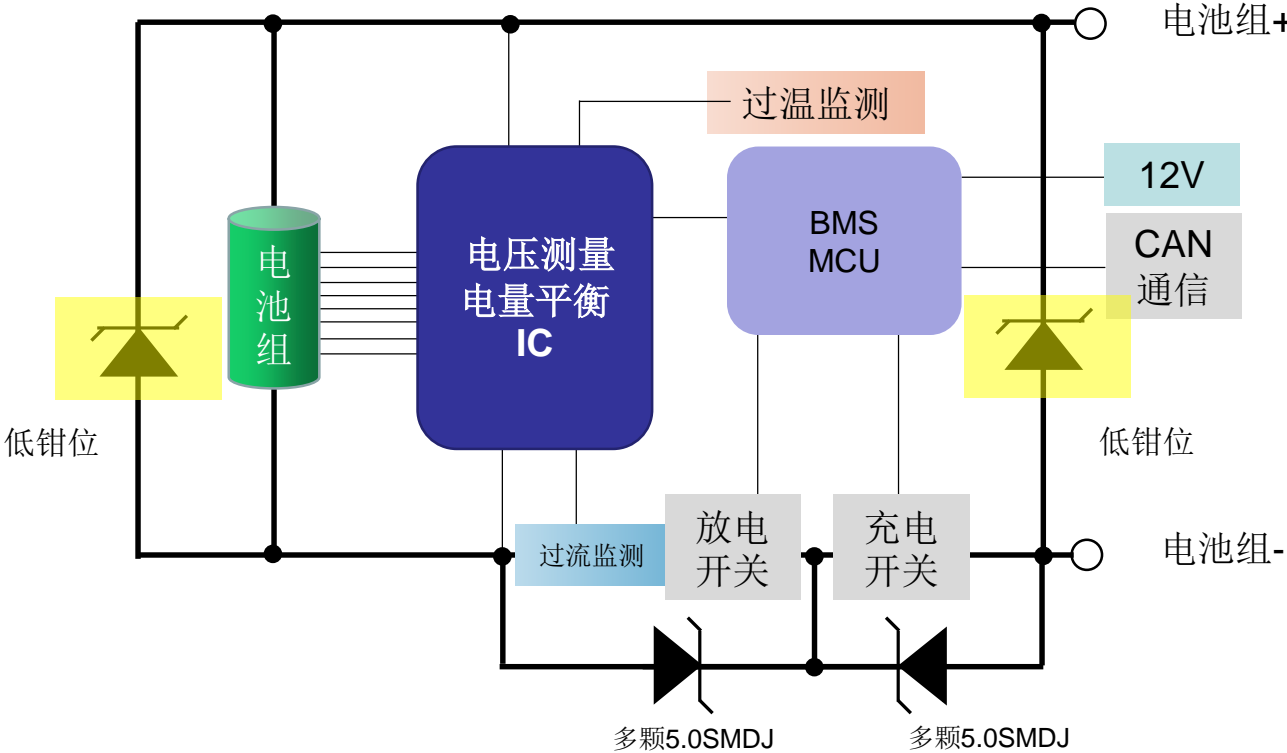 电池组+
过温监测
12V
BMS
MCU
CAN
通信
电压测量
电量平衡
IC
电
池
组
低钳位
低钳位
过流监测
放电
开关
充电
开关
电池组-
多颗5.0SMDJ
多颗5.0SMDJ